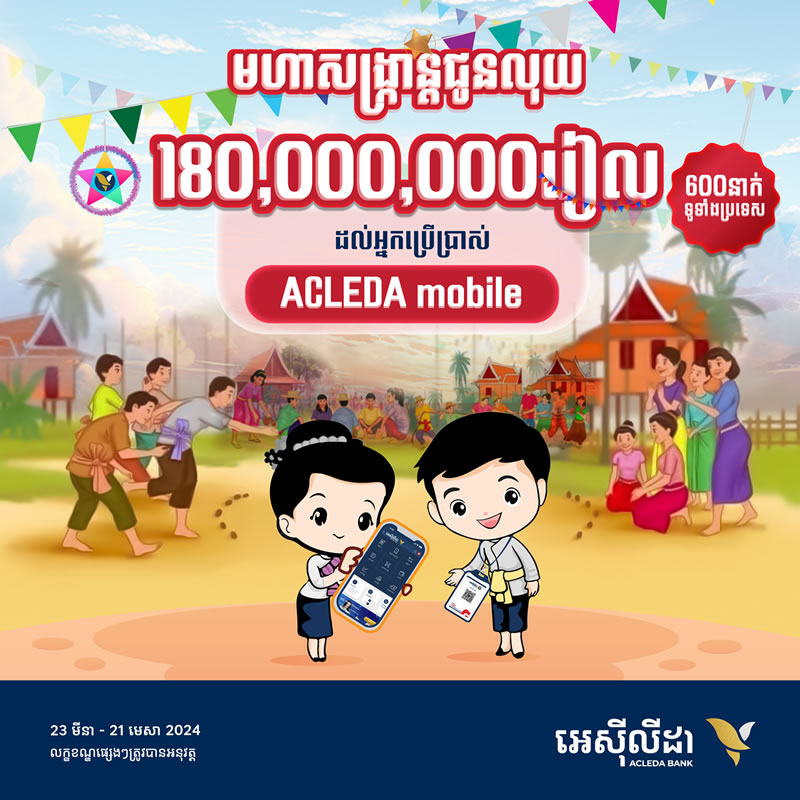 មហាសង្ក្រាន្តជូនលុយ
180,000,000រៀល
600នាក់
ទូទាំងប្រទេស
ដល់អ្នកប្រើប្រាស់
ACLEDA mobile
23 មីនា - 21 មេសា 2024
លក្ខខណ្ឌផ្សេងៗត្រូវបានអនុវត្ត
អេស៊ីលីដា
ACLEDA BANK